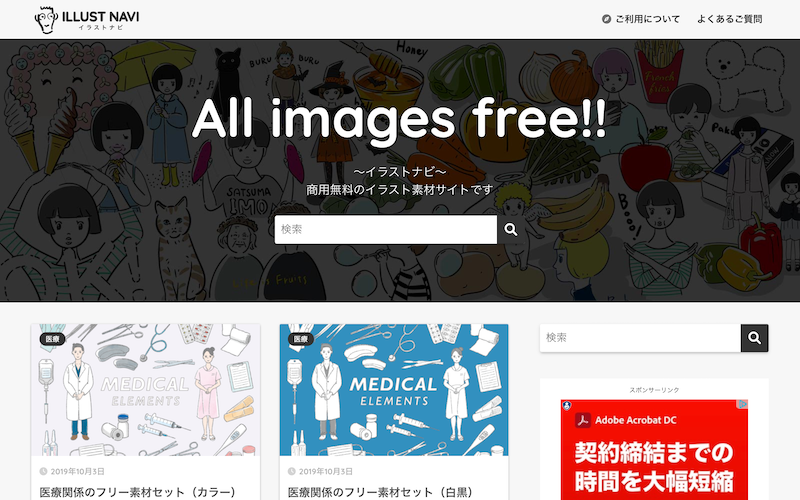 ILLUST NAVI
イラストナビ
ご利用について
よくあるご質問
BURU BURU
Honey
French fries
All images free!!
Paka
〜イラストナビ〜
SATSUMA
IMO
商用無料のイラスト素材サイトです
Boo..!
検索
Fruits
医療
MEDICAL
ELEMENTS
2019年10月3日
医療関係のフリー素材セット（カラー）
医療
MEDICAL
ELEMENTS
2019年10月3日
医療関係のフリー素材セット（白黒）
検索
スポンサーリンク
Adobe Acrobat DC
契約締結までの
時間を大幅短縮